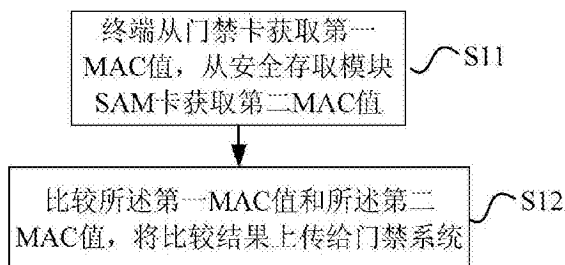 终端从门禁卡获取第一
MAC值，从安全存取模块
SAM卡获取第二MAC值
S11
比较所述第一MAC值和所述第二
MAC值，将比较结果上传给门禁系统
S12